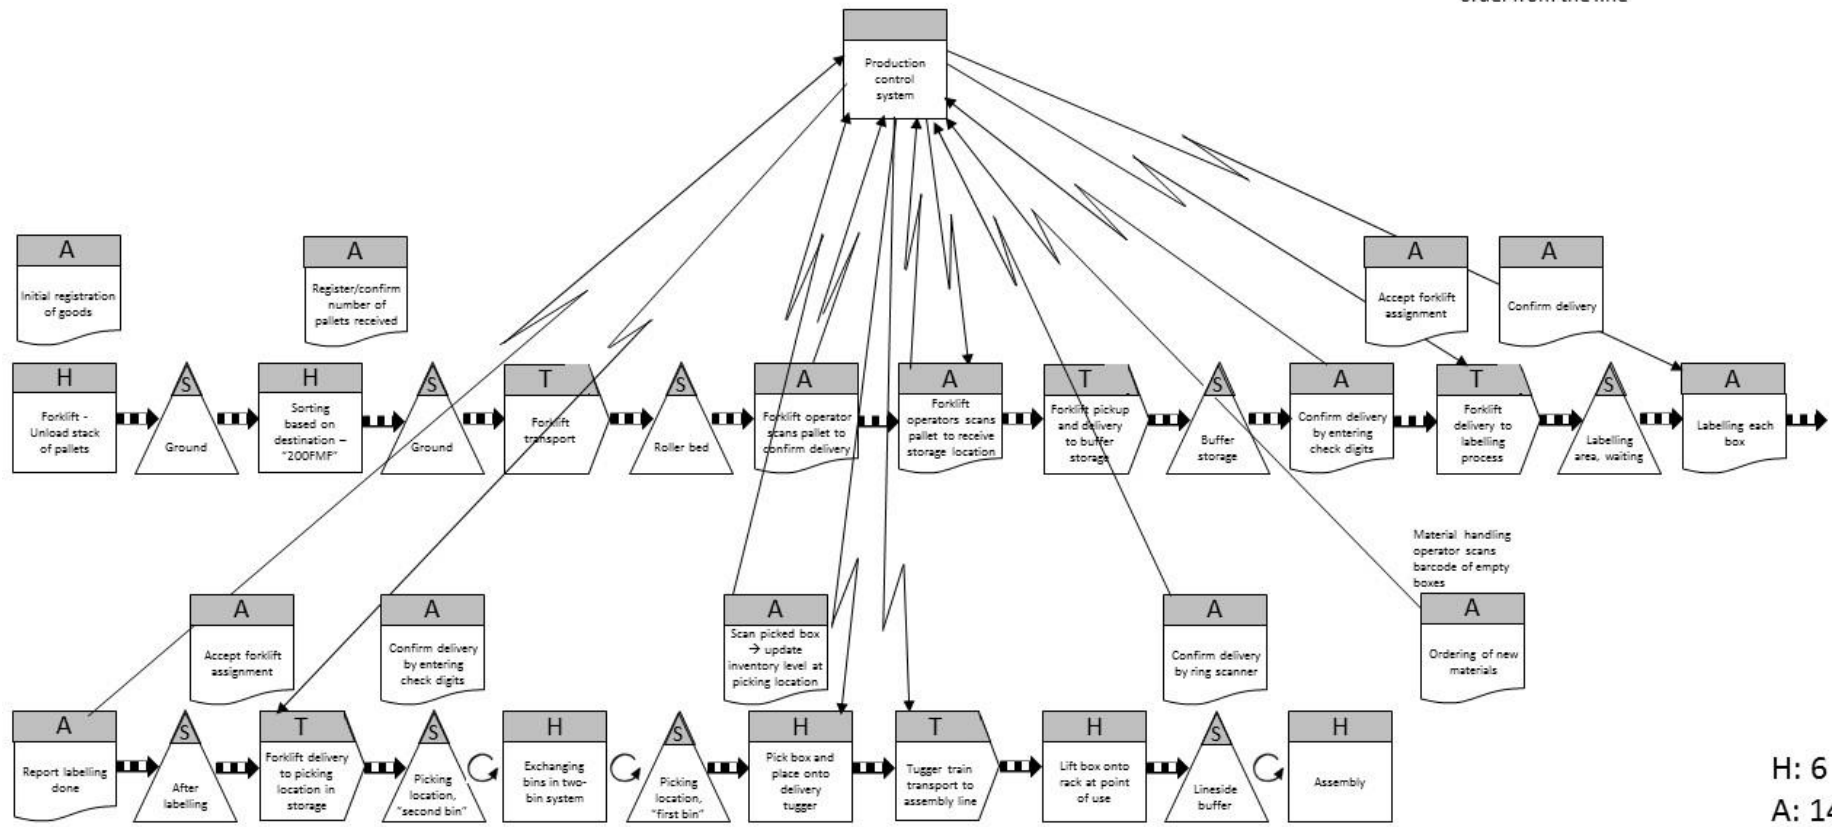 Production
control
system
A
Initial registration
of goods
A
Register/confirm
number of
pallets received
A
Accept forklift
assignment
A
Confirm delivery
H
Forklift -
Unload stack
of pallets
S
Ground
H
Sorting
based on
destination –
"200FMF"
S
Ground
T
Forklift
transport
S
Roller bed
A
Forklift operator
scans pallet to
confirm delivery
A
Forklift
operators scans
pallet to receive
storage location
T
Forklift pickup
and delivery
to buffer
storage
S
Buffer
storage
A
Confirm delivery
by entering
check digits
T
Forklift
delivery to
labelling
process
S
Labelling
area, waiting
A
Labelling each
box
Material handling
operator scans
barcode of empty
boxes
A
Accept forklift
assignment
A
Confirm delivery
by entering
check digits
A
Scan picked box
→ update
inventory level at
picking location
A
Confirm delivery
by ring scanner
A
Ordering of new
materials
A
Report labelling
done
S
After
labelling
T
Forklift delivery
to picking
location in
storage
S
Picking
location,
"second bin"
H
Exchanging
bins in two-
bin system
S
Picking
location,
"first bin"
H
Pick box and
place onto
delivery
tugger
T
Tugger train
transport to
assembly line
H
Lift box onto
rack at point
of use
S
Lineside
buffer
H
Assembly
H: 6
A: 14